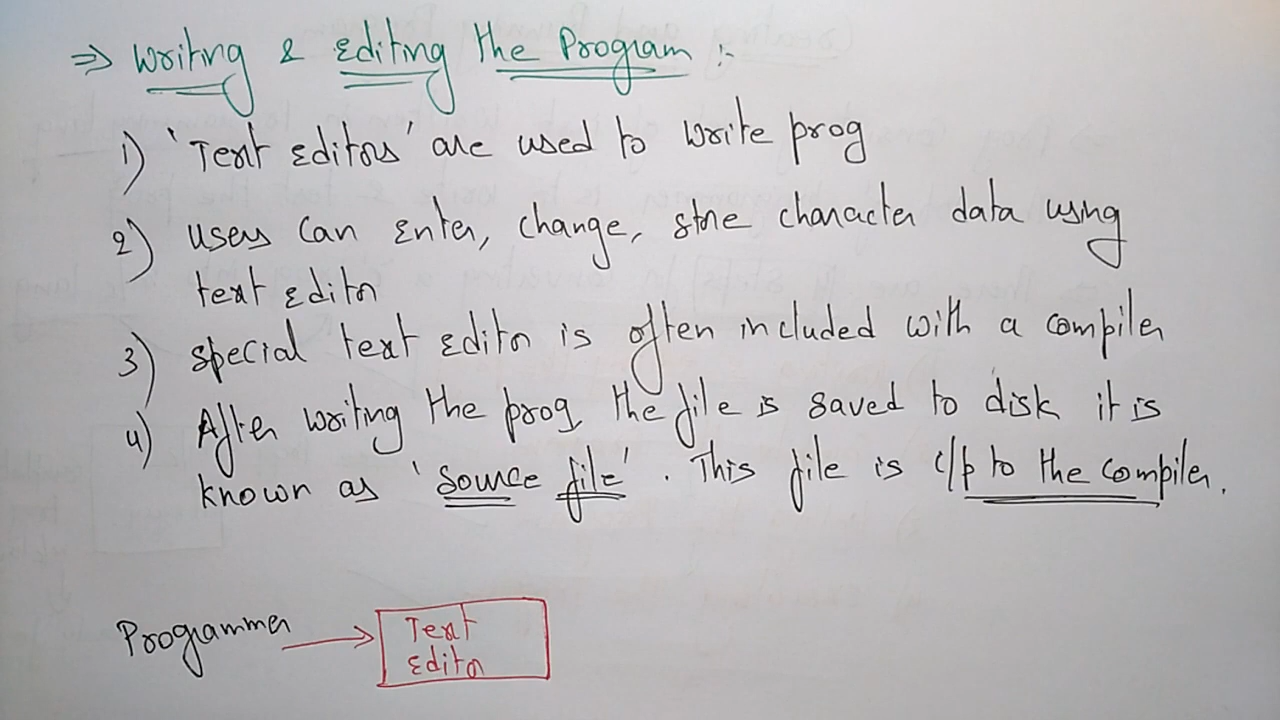 ⇒ Writing & Editing the Program :-
1) 'Text editors' are used to write prog
2) users can enter, change, store character data using
text editor
3) special text editor is often included with a compiler
4) After writing the prog, the file is saved to disk it is
known as 'source file'. This file is i/p to the compiler.
Programmer → Text
Editor